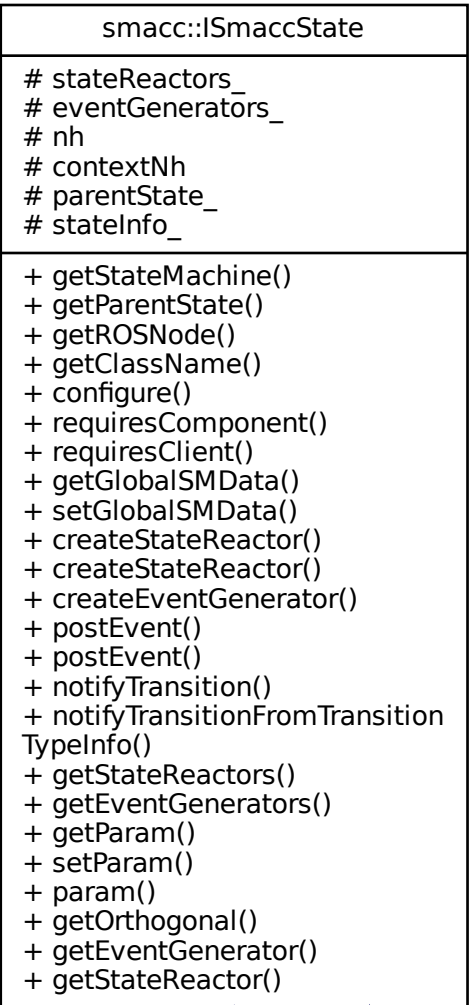 smacc::ISmaccState
# stateReactors_
# eventGenerators_
# nh
# contextNh
# parentState_
# stateInfo_
+ getStateMachine()
+ getParentState()
+ getROSNode()
+ getClassName()
+ configure()
+ requiresComponent()
+ requiresClient()
+ getGlobalSMData()
+ setGlobalSMData()
+ createStateReactor()
+ createStateReactor()
+ createEventGenerator()
+ postEvent()
+ postEvent()
+ notifyTransition()
+ notifyTransitionFromTransition
TypeInfo()
+ getStateReactors()
+ getEventGenerators()
+ getParam()
+ setParam()
+ param()
+ getOrthogonal()
+ getEventGenerator()
+ getStateReactor()